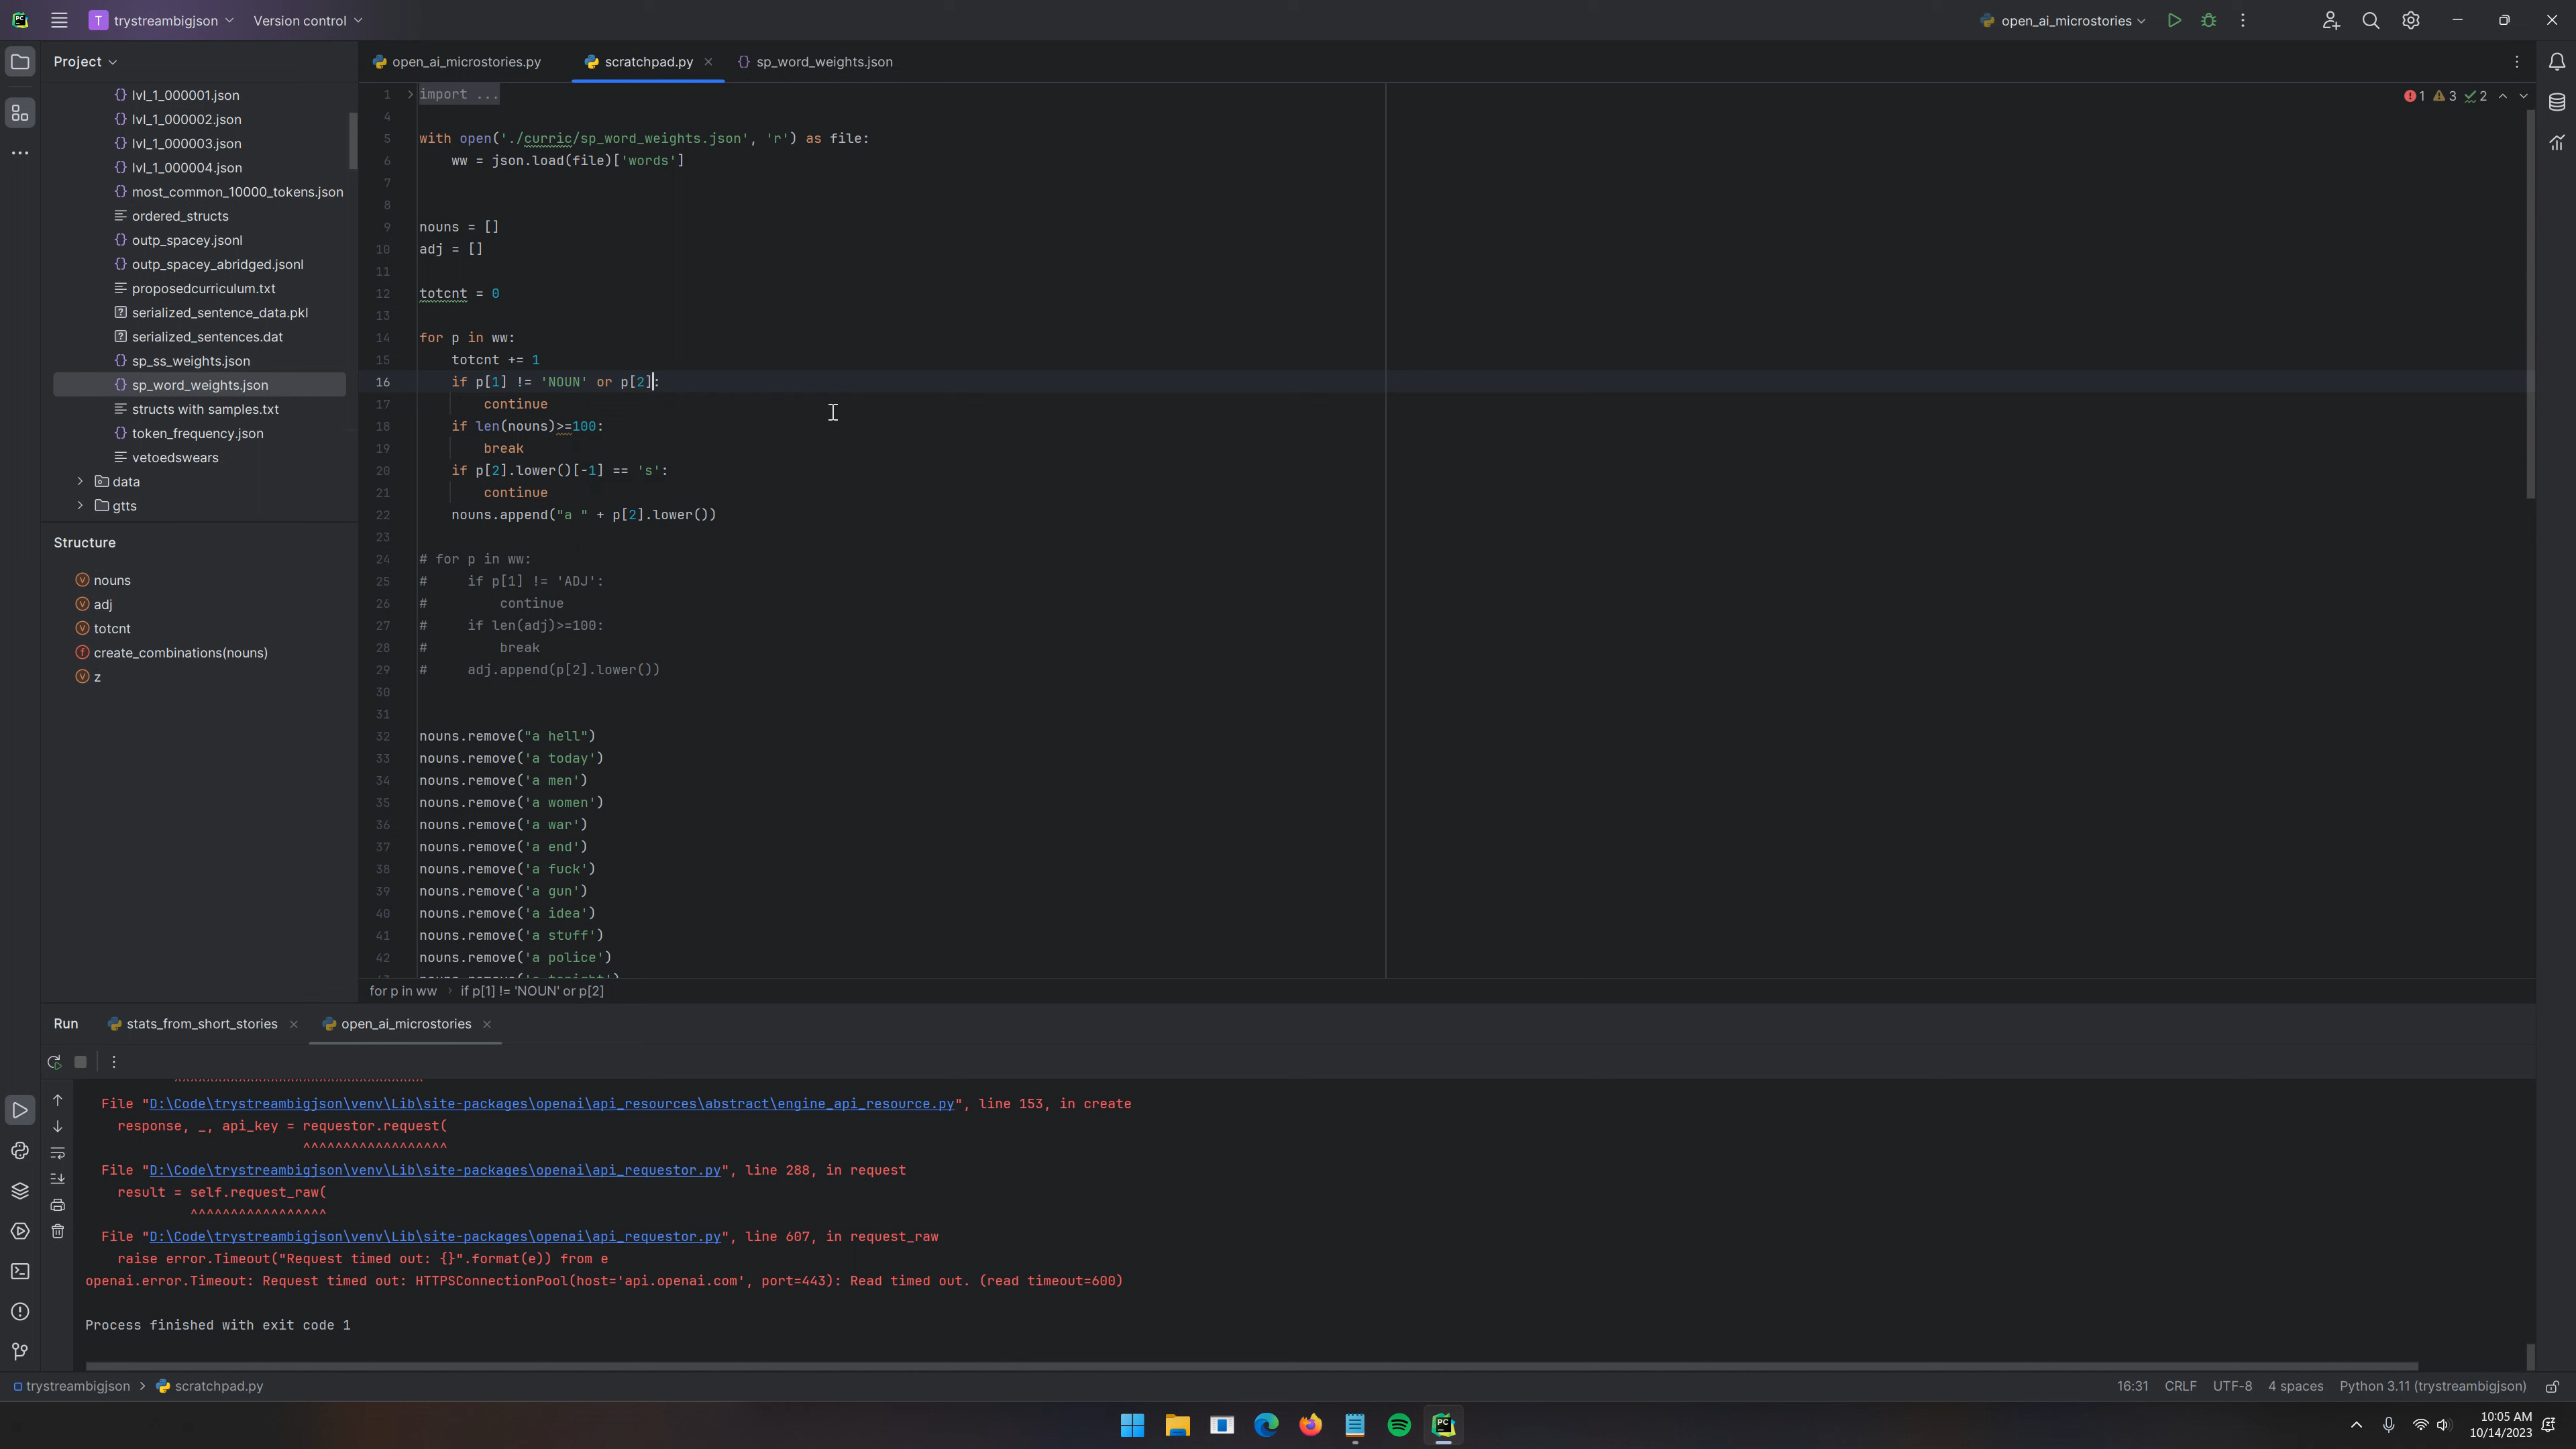 T trystreambigjson Version control open_ai_microstories
Project
open_ai_microstories.py scratchpad.py sp_word_weights.json
lvl_1_000001.json
lvl_1_000002.json
lvl_1_000003.json
lvl_1_000004.json
most_common_10000_tokens.json
ordered_structs
outp_spacey.jsonl
outp_spacey_abridged.jsonl
proposedcurriculum.txt
serialized_sentence_data.pkl
serialized_sentences.dat
sp_ss_weights.json
sp_word_weights.json
structs with samples.txt
token_frequency.json
vetoedswears
data
gtts
Structure
nouns
adj
totcnt
create_combinations(nouns)
z
1 import ...
1 3 2
4
5 with open('./curric/sp_word_weights.json', 'r') as file:
6 ww = json.load(file)['words']
7
8
9 nouns = []
10 adj = []
11
12 totcnt = 0
13
14 for p in ww:
15 totcnt += 1
16 if p[1] != 'NOUN' or p[2]:
17 continue
18 if len(nouns)>=100:
19 break
20 if p[2].lower()[-1] == 's':
21 continue
22 nouns.append("a " + p[2].lower())
23
24 # for p in ww:
25 # if p[1] != 'ADJ':
26 # continue
27 # if len(adj)>=100:
28 # break
29 # adj.append(p[2].lower())
30
31
32 nouns.remove("a hell")
33 nouns.remove('a today')
34 nouns.remove('a men')
35 nouns.remove('a women')
36 nouns.remove('a war')
37 nouns.remove('a end')
38 nouns.remove('a fuck')
39 nouns.remove('a gun')
40 nouns.remove('a idea')
41 nouns.remove('a stuff')
42 nouns.remove('a police')
for p in ww > if p[1] != 'NOUN' or p[2]
Run stats_from_short_stories open_ai_microstories
^^^^^^^^^^^^^^^^^^^^^^^^^^^^^^^
File "D:\Code\trystreambigjson\venv\Lib\site-packages\openai\api_resources\abstract\engine_api_resource.py", line 153, in create
response, _, api_key = requestor.request(
^^^^^^^^^^^^^^^^^^
File "D:\Code\trystreambigjson\venv\Lib\site-packages\openai\api_requestor.py", line 288, in request
result = self.request_raw(
^^^^^^^^^^^^^^^^^
File "D:\Code\trystreambigjson\venv\Lib\site-packages\openai\api_requestor.py", line 607, in request_raw
raise error.Timeout("Request timed out: {}".format(e)) from e
openai.error.Timeout: Request timed out: HTTPSConnectionPool(host='api.openai.com', port=443): Read timed out. (read timeout=600)
Process finished with exit code 1
trystreambigjson > scratchpad.py 16:31 CRLF UTF-8 4 spaces Python 3.11 (trystreambigjson)
PC
10:05 AM
10/14/2023